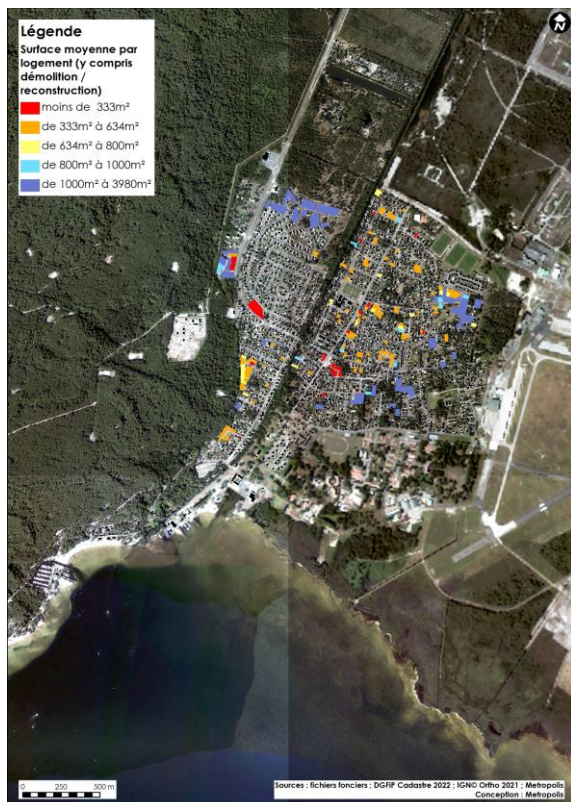 Légende
Surface moyenne par
logement (y compris
démolition /
reconstruction)
moins de 333m²
de 333m² à 634m²
de 634m² à 800m²
de 800m² à 1000m²
de 1000m² à 3980m²
N
0 250 500 m
Sources : fichiers fonciers ; DGFiP Cadastre 2022 ; IGN© Ortho 2021 ; Metropolis
Conception : Metropolis